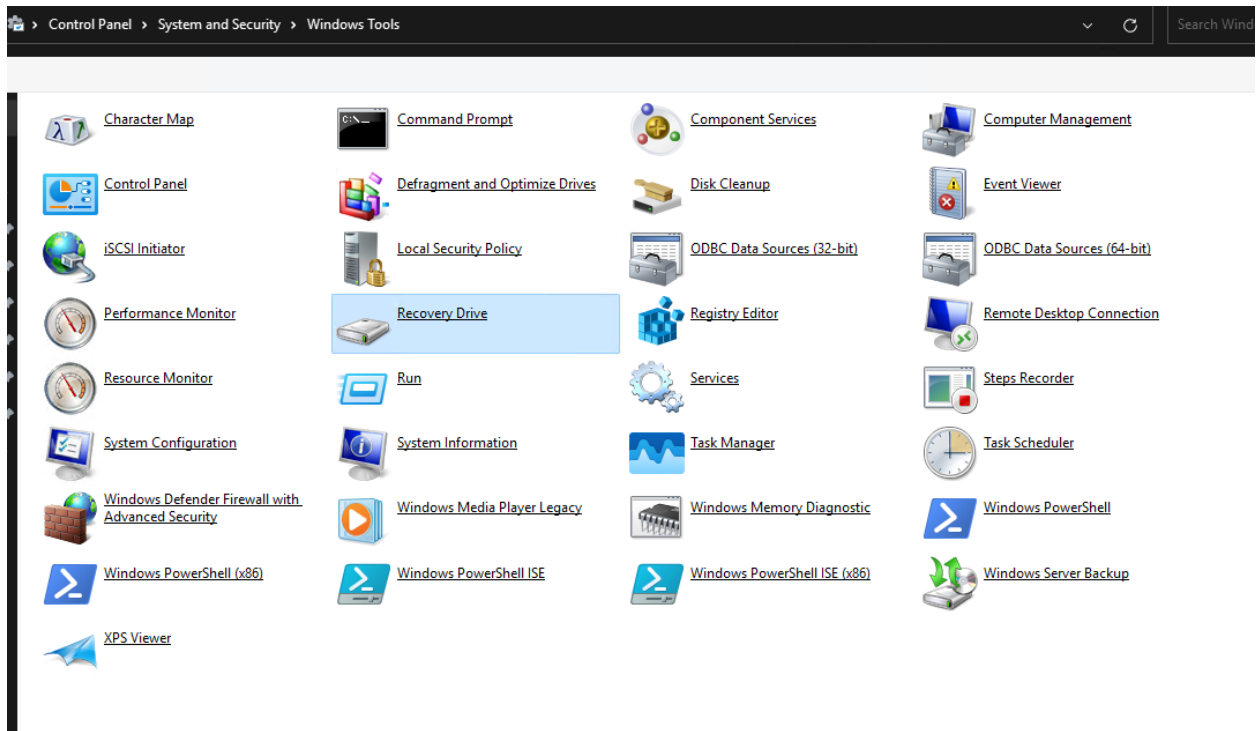 Control Panel > System and Security > Windows Tools
Search Wind
Character Map
Command Prompt
Component Services
Computer Management
Control Panel
Defragment and Optimize Drives
Disk Cleanup
Event Viewer
iSCSI Initiator
Local Security Policy
ODBC Data Sources (32-bit)
ODBC Data Sources (64-bit)
Performance Monitor
Recovery Drive
Registry Editor
Remote Desktop Connection
Resource Monitor
Run
Services
Steps Recorder
System Configuration
System Information
Task Manager
Task Scheduler
Windows Defender Firewall with
Advanced Security
Windows Media Player Legacy
Windows Memory Diagnostic
Windows PowerShell
Windows PowerShell (x86)
Windows PowerShell ISE
Windows PowerShell ISE (x86)
Windows Server Backup
XPS Viewer